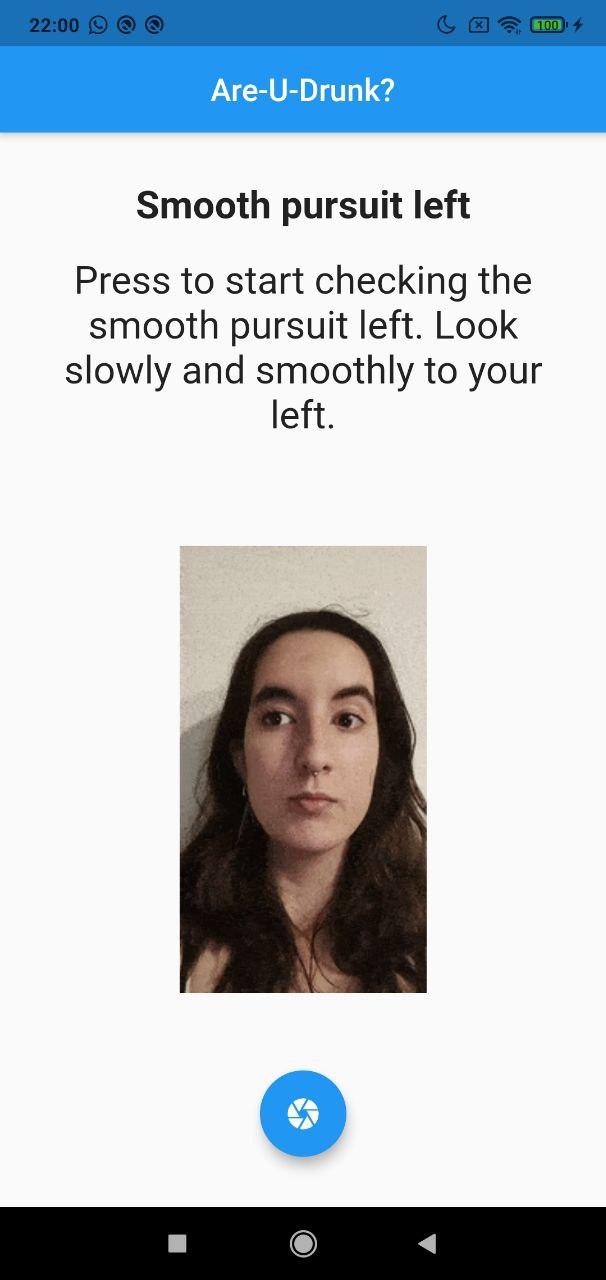 22:00
100
Are-U-Drunk?
Smooth pursuit left
Press to start checking the
smooth pursuit left. Look
slowly and smoothly to your
left.